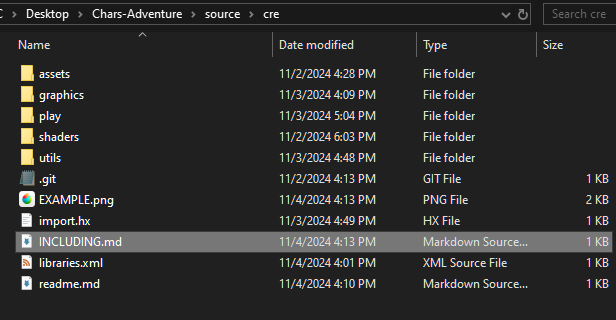 C > Desktop > Chars-Adventure > source > cre Search cre
Name Date modified Type Size
assets 11/2/2024 4:28 PM File folder
graphics 11/3/2024 4:09 PM File folder
play 11/3/2024 5:04 PM File folder
shaders 11/2/2024 6:03 PM File folder
utils 11/3/2024 4:48 PM File folder
.git 11/2/2024 4:13 PM GIT File 1 KB
EXAMPLE.png 11/4/2024 4:13 PM PNG File 2 KB
import.hx 11/3/2024 4:49 PM HX File 1 KB
INCLUDING.md 11/4/2024 4:13 PM Markdown Source... 1 KB
libraries.xml 11/4/2024 4:01 PM XML Source File 1 KB
readme.md 11/4/2024 4:10 PM Markdown Source... 1 KB